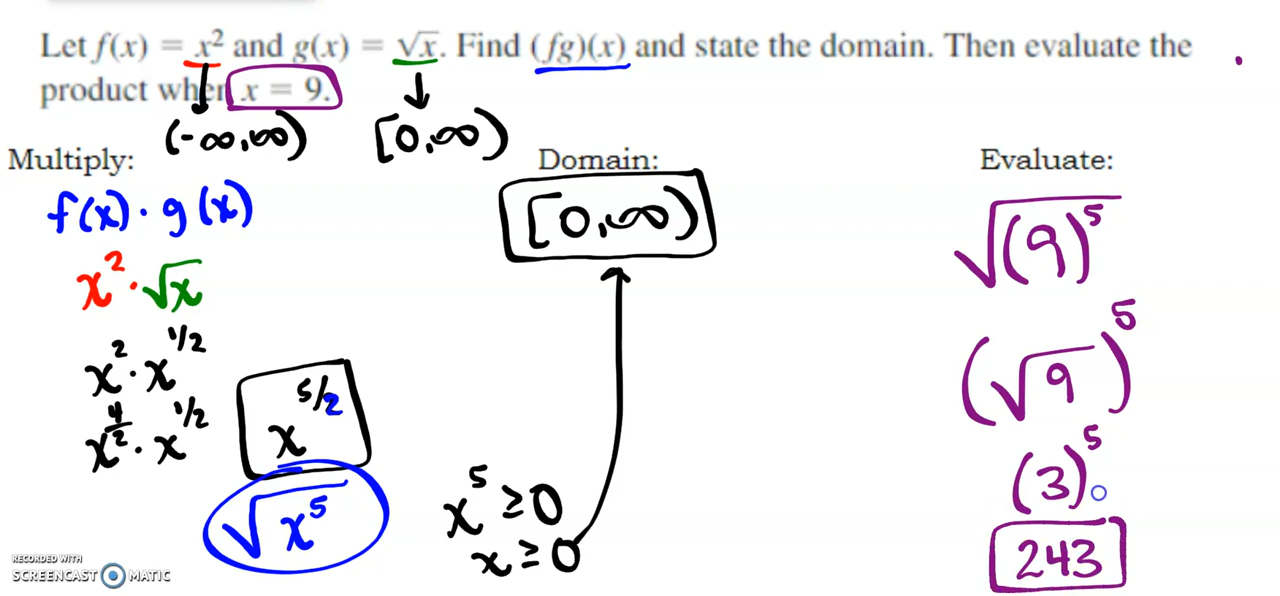 Let f(x) = x² and g(x) = √x. Find (fg)(x) and state the domain. Then evaluate the
product when x = 9.
(-∞,∞)
[0,∞)
Multiply:
f(x) · g(x)
x² · √x
x² · x^1/2
x^4/2 · x^1/2
x^5/2
√x⁵
Domain:
[0,∞)
x⁵ ≥ 0
x ≥ 0
Evaluate:
√(9)⁵
(√9)⁵
(3)⁵
243
RECORDED WITH
SCREENCAST MATIC